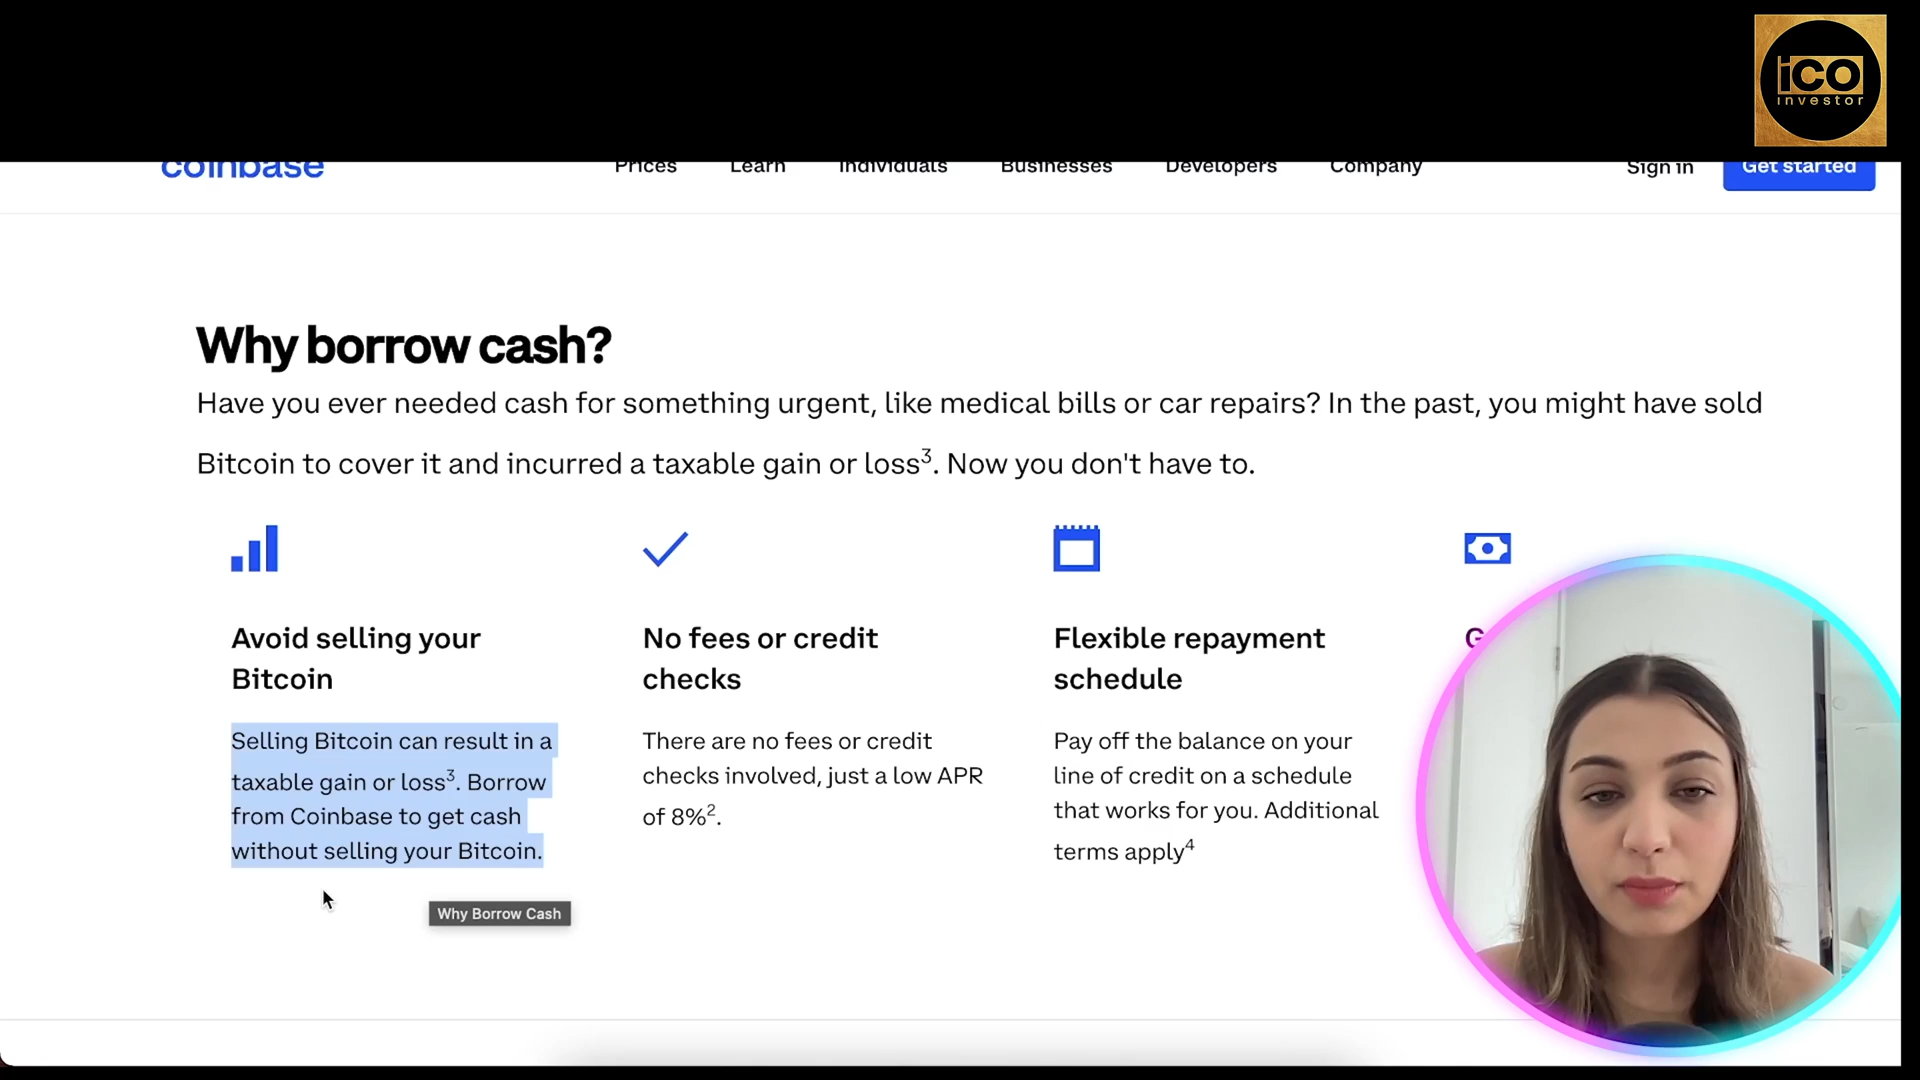 iCO
investor
coinbase
Prices Learn Individuals Businesses Developers Company Sign in Get started
Why borrow cash?
Have you ever needed cash for something urgent, like medical bills or car repairs? In the past, you might have sold
Bitcoin to cover it and incurred a taxable gain or loss³. Now you don't have to.
Avoid selling your
Bitcoin
Selling Bitcoin can result in a
taxable gain or loss³. Borrow
from Coinbase to get cash
without selling your Bitcoin.
No fees or credit
checks
There are no fees or credit
checks involved, just a low APR
of 8%².
Flexible repayment
schedule
Pay off the balance on your
line of credit on a schedule
that works for you. Additional
terms apply⁴
Why Borrow Cash